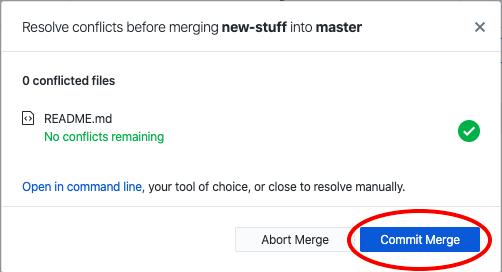 Resolve conflicts before merging new-stuff into master
0 conflicted files
README.md
No conflicts remaining
Open in command line, your tool of choice, or close to resolve manually.
Abort Merge
Commit Merge